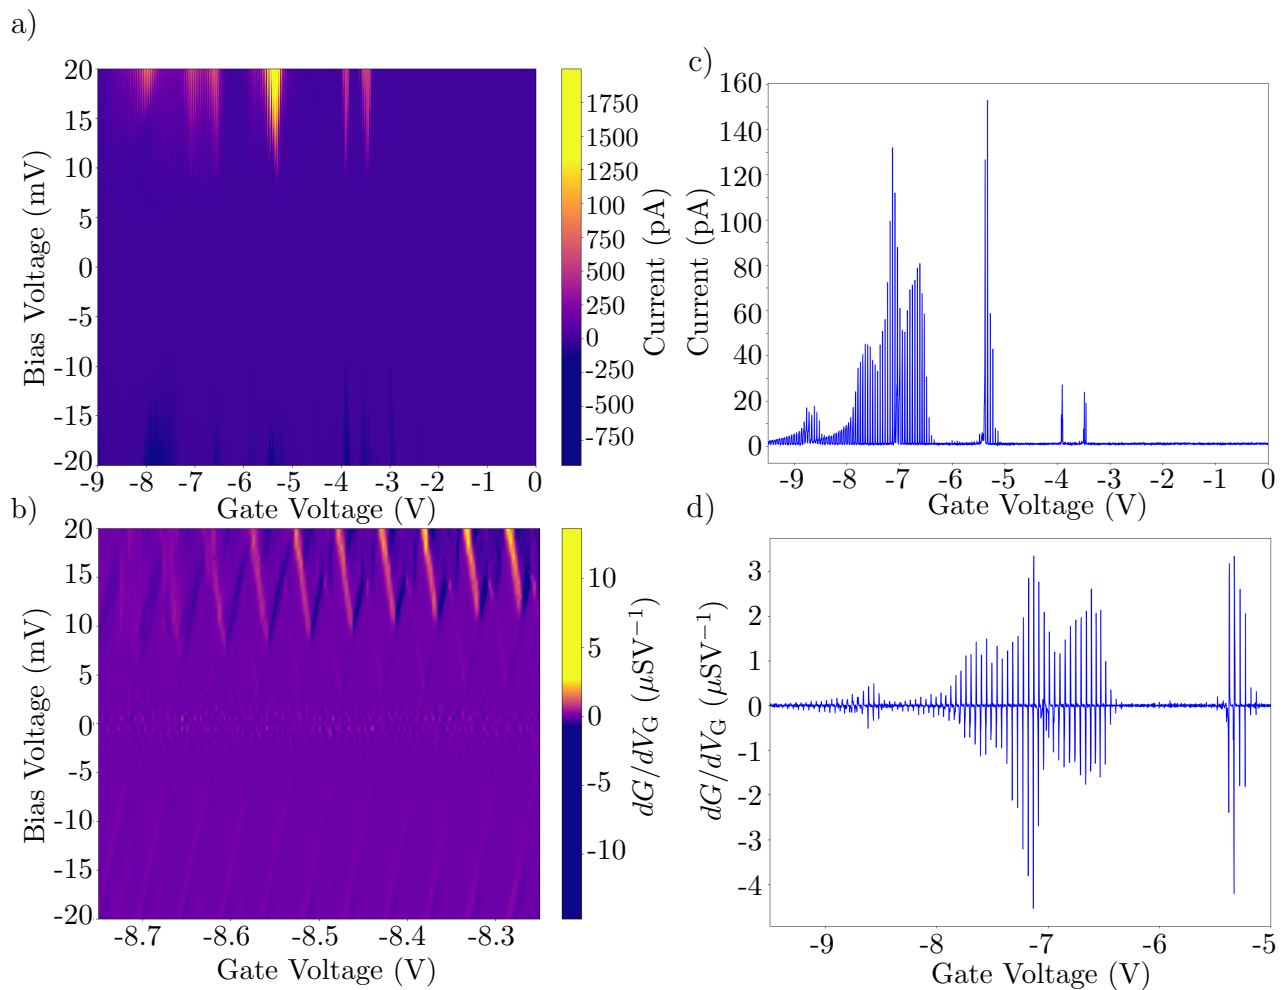 a)
20
15
10
5
0
-5
-10
-15
-20
Bias Voltage (mV)
-9 -8 -7 -6 -5 -4 -3 -2 -1 0
Gate Voltage (V)
1750
1500
1250
100
750
500
250
0
-250
-500
-750
Current (pA)
c)
160
140
120
100
80
60
40
20
0
Current (pA)
-9 -8 -7 -6 -5 -4 -3 -2 -1 0
Gate Voltage (V)
b)
20
15
10
5
0
-5
-10
-15
-20
Bias Voltage (mV)
-8.7 -8.6 -8.5 -8.4 -8.3
Gate Voltage (V)
10
5
0
-5
-10
dG/dV_G (μSV⁻¹)
d)
3
2
1
0
-1
-2
-3
-4
dG/dV_G (μSV⁻¹)
-9 -8 -7 -6 -5
Gate Voltage (V)